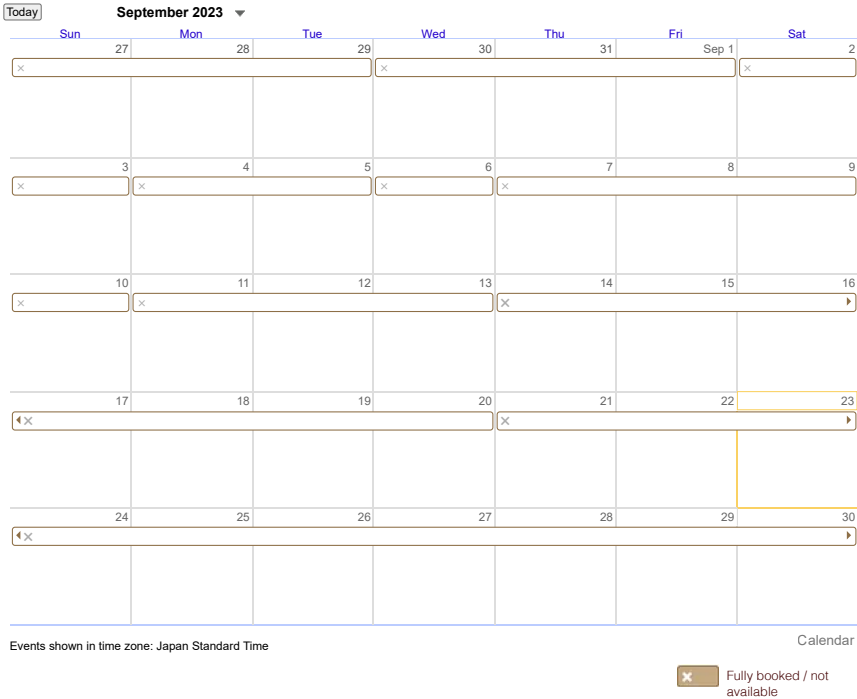 Today September 2023
Sun Mon Tue Wed Thu Fri Sat
27 28 29 30 31 Sep 1 2
× × ×
3 4 5 6 7 8 9
× × × ×
10 11 12 13 14 15 16
× × ×
17 18 19 20 21 22 23
× ×
24 25 26 27 28 29 30
×
Events shown in time zone: Japan Standard Time
Calendar
× Fully booked / not
available